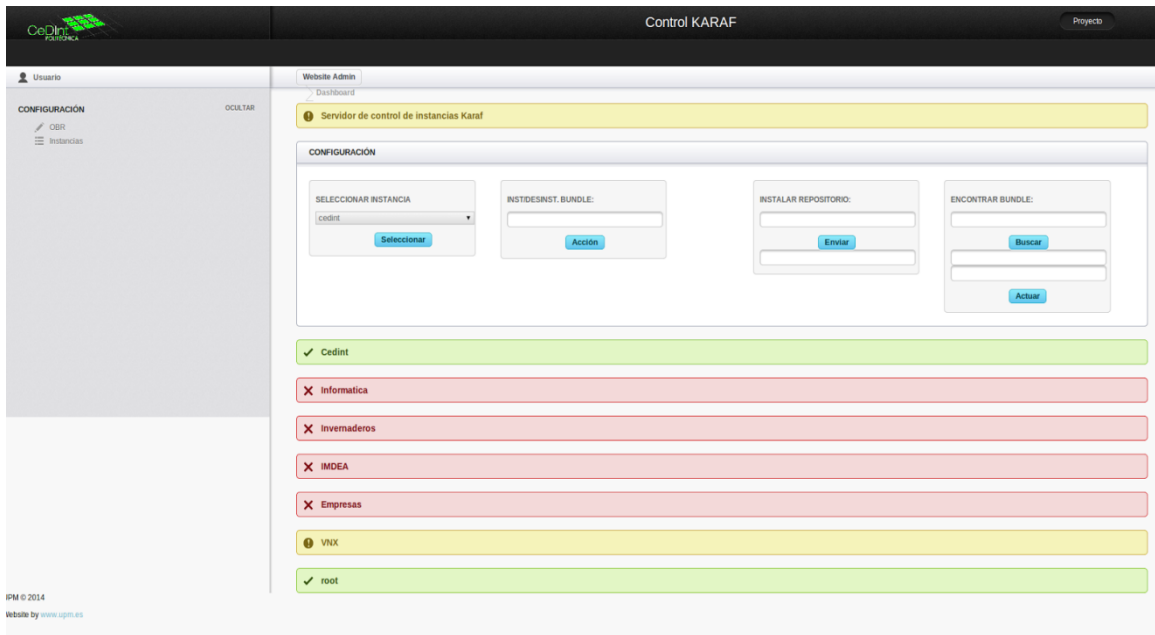 CeDInt
POLITÉCNICA
Control KARAF
Proyecto
Usuario
Website Admin
Dashboard
CONFIGURACIÓN
OCULTAR
OBR
Instancias
Servidor de control de instancias Karaf
CONFIGURACIÓN
SELECCIONAR INSTANCIA
cedint
Seleccionar
INST/DESINST. BUNDLE:
Acción
INSTALAR REPOSITORIO:
Enviar
ENCONTRAR BUNDLE:
Buscar
Actuar
Cedint
Informatica
Invernaderos
IMDEA
Empresas
VNX
root
UPM © 2014
Website by www.upm.es